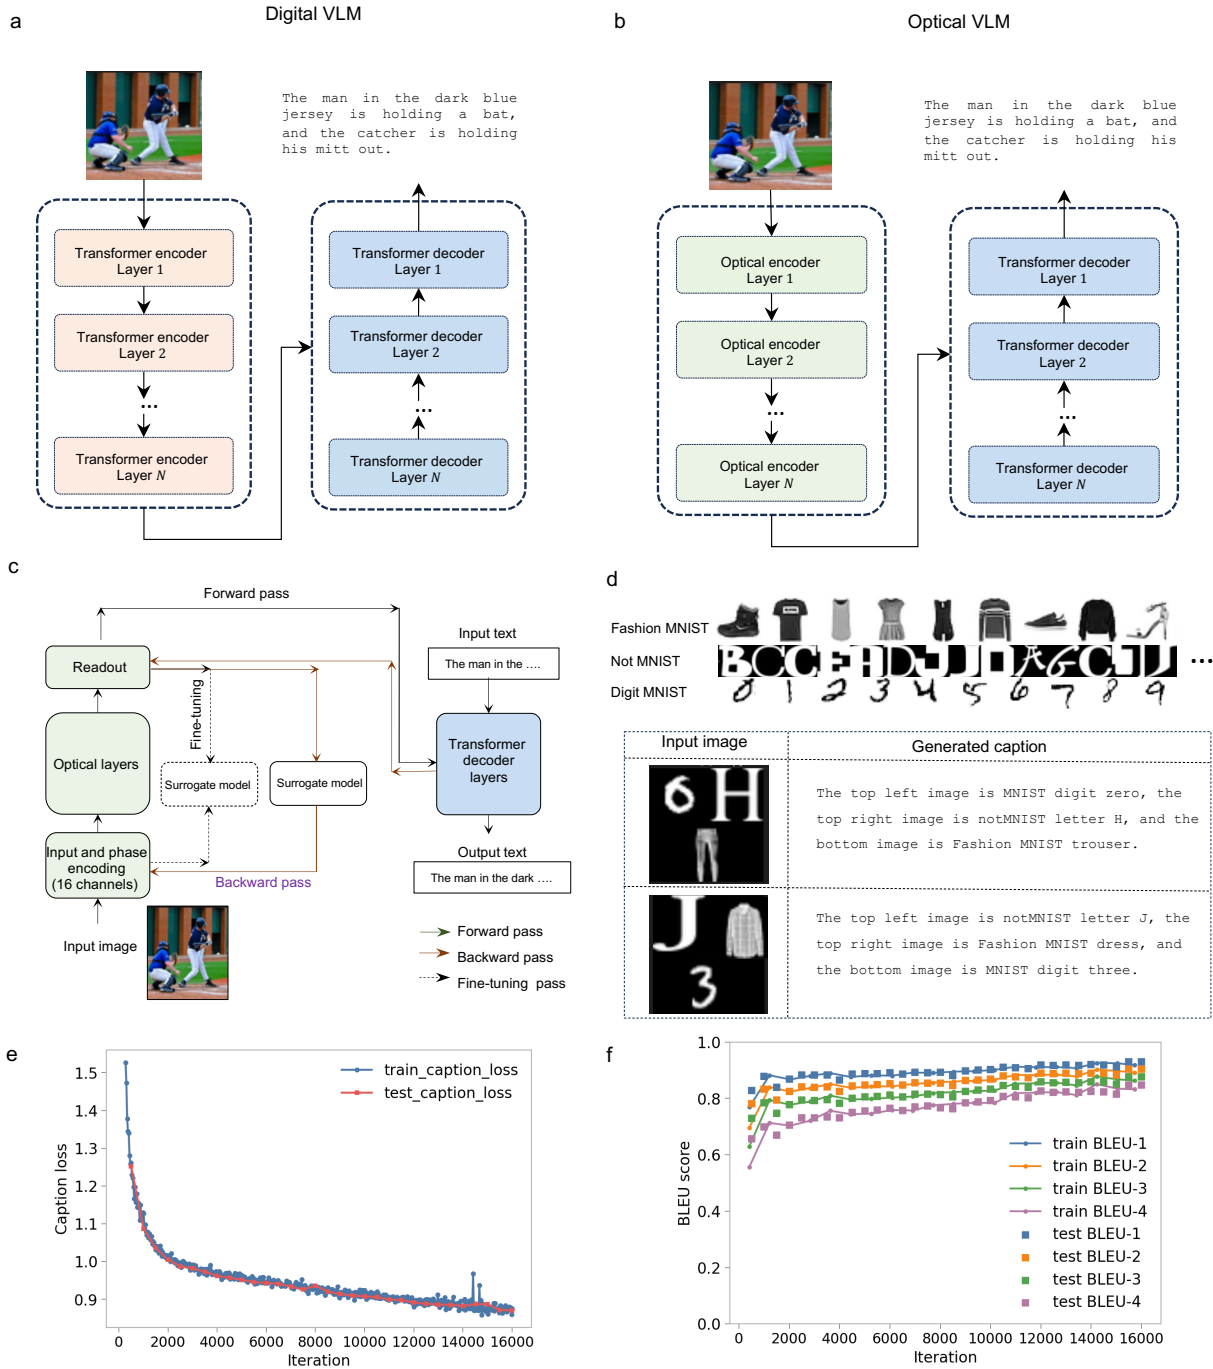 a
Digital VLM
The man in the dark blue
jersey is holding a bat,
and the catcher is holding
his mitt out.
Transformer encoder
Layer 1
Transformer encoder
Layer 2
...
Transformer encoder
Layer N
Transformer decoder
Layer 1
Transformer decoder
Layer 2
...
Transformer decoder
Layer N
b
Optical VLM
The man in the dark blue
jersey is holding a bat, and
the catcher is holding his
mitt out.
Optical encoder
Layer 1
Optical encoder
Layer 2
...
Optical encoder
Layer N
Transformer decoder
Layer 1
Transformer decoder
Layer 2
...
Transformer decoder
Layer N
c
Forward pass
Readout
Optical layers
Input and phase
encoding
(16 channels)
Input image
Fine-tuning
Surrogate model
Surrogate model
Backward pass
Input text
The man in the ....
Transformer
decoder
layers
Output text
The man in the dark ....
Forward pass
Backward pass
Fine-tuning pass
d
Fashion MNIST
Not MNIST
B C C E H D J J I A G C J J
...
Digit MNIST
0 1 2 3 4 5 6 7 8 9
Input image
Generated caption
6 H
The top left image is MNIST digit zero, the
top right image is notMNIST letter H, and the
bottom image is Fashion MNIST trouser.
J
3
The top left image is notMNIST letter J, the
top right image is Fashion MNIST dress, and
the bottom image is MNIST digit three.
e
Caption loss
1.5
1.4
1.3
1.2
1.1
1.0
0.9
train_caption_loss
test_caption_loss
0 2000 4000 6000 8000 10000 12000 14000 16000
Iteration
f
BLEU score
1.0
0.8
0.6
0.4
0.2
0.0
train BLEU-1
train BLEU-2
train BLEU-3
train BLEU-4
test BLEU-1
test BLEU-2
test BLEU-3
test BLEU-4
0 2000 4000 6000 8000 10000 12000 14000 16000
Iteration